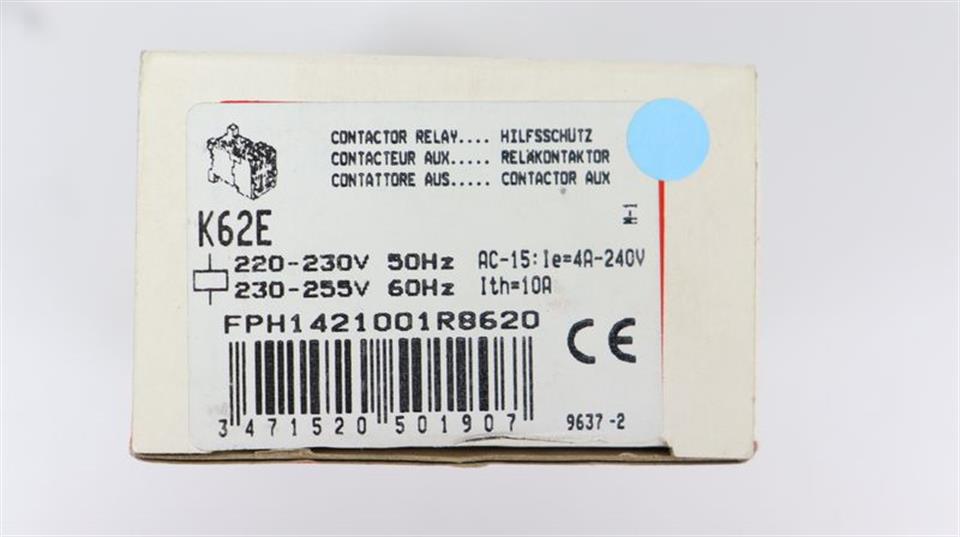 CONTACTOR RELAY.... HILFSSCHÜTZ
CONTACTEUR AUX..... RELÄKONTAKTOR
CONTATTORE AUS..... CONTACTOR AUX
K62E
220-230V 50Hz AC-15:Ie=4A-240V
230-255V 60Hz Ith=10A
FPH1421001R8620
CE
3 471520 501907
9637-2